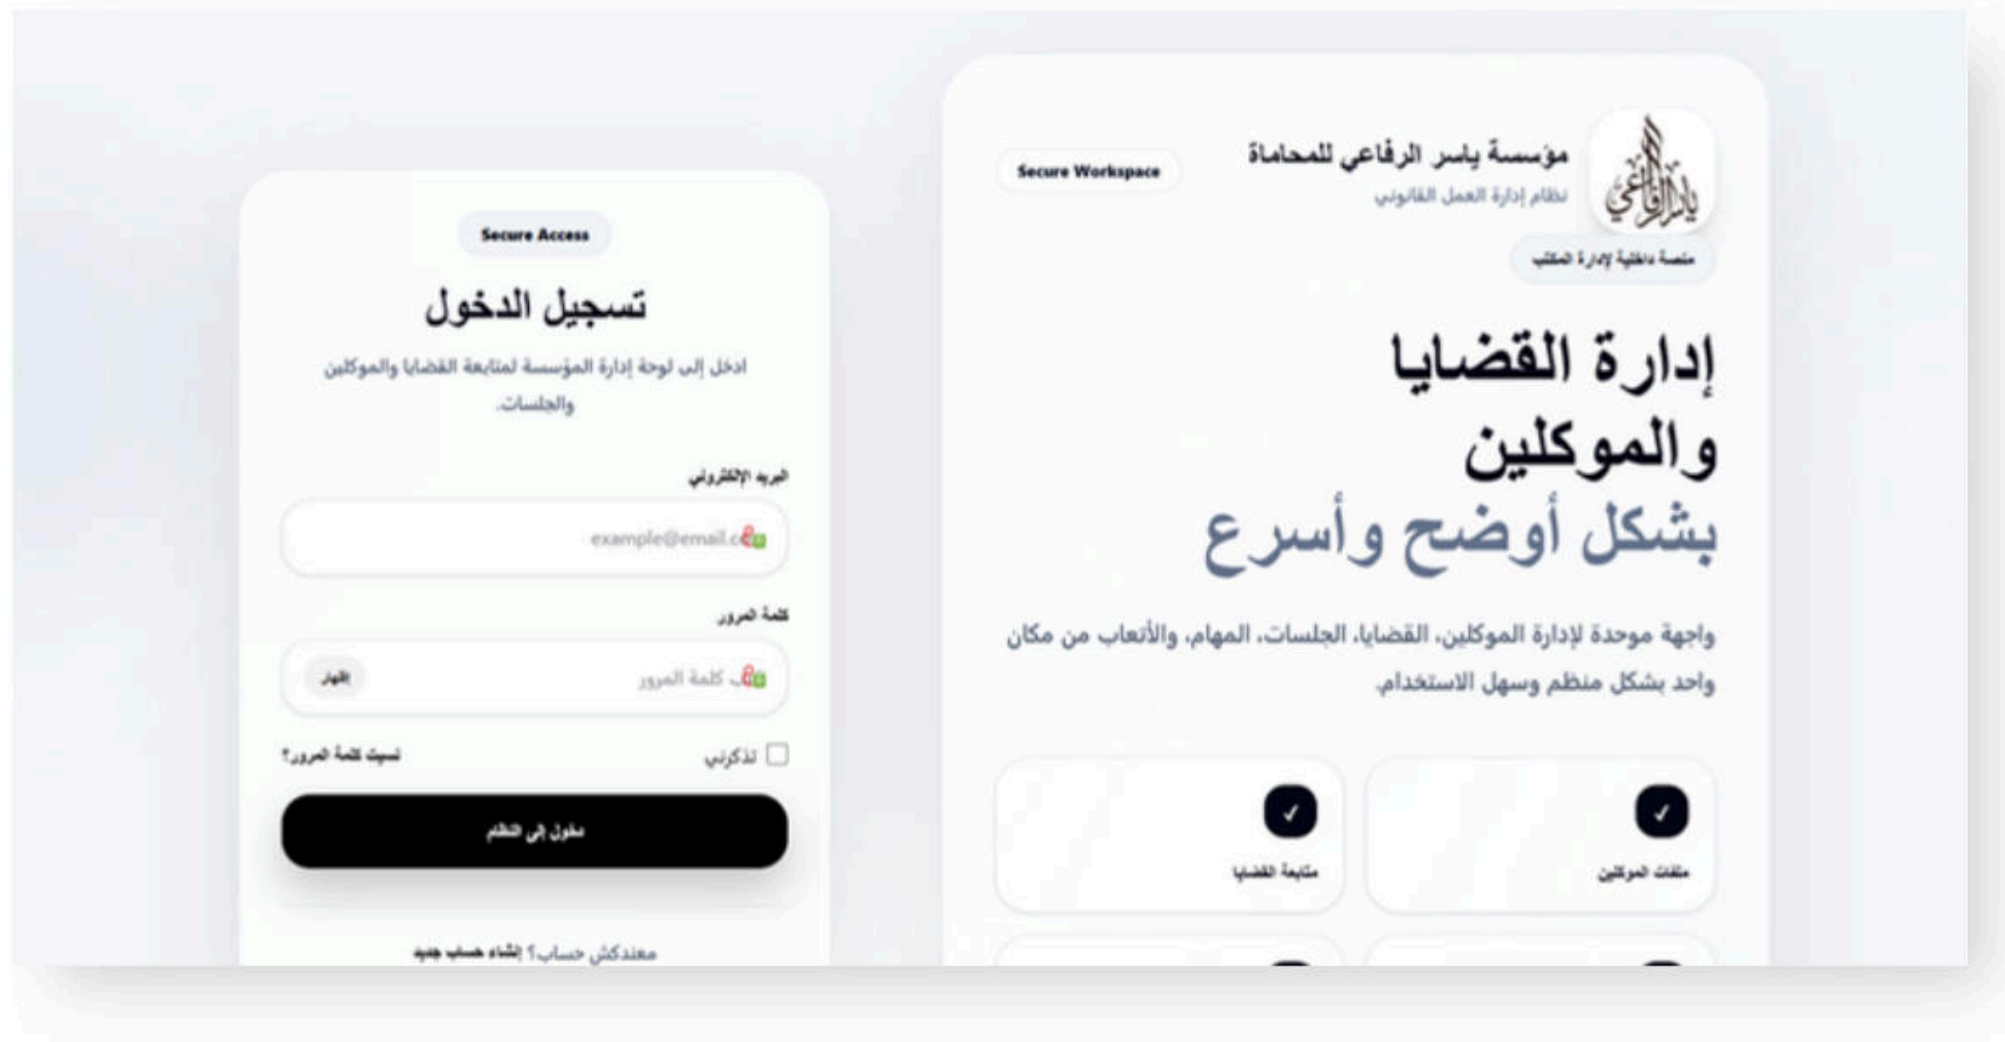 مؤسسة ياسر الرفاعي للمحاماة
نظام إدارة العمل القانوني
Secure Workspace
ياسر الرفاعي
منصة داخلية لإدارة المكتب
إدارة القضايا
والموكلين
بشكل أوضح وأسرع
واجهة موحدة لإدارة الموكلين، القضايا، الجلسات، المهام، والأتعاب من مكان
واحد بشكل منظم وسهل الاستخدام.
✓
ملفات الموكلين
✓
متابعة القضايا
Secure Access
تسجيل الدخول
ادخل إلى لوحة إدارة المؤسسة لمتابعة القضايا والموكلين
والجلسات.
البريد الإلكتروني
example@email.c
كلمة المرور
كلمة المرور
إظهار
تذكرني
نسيت كلمة المرور؟
دخول إلى النظام
معندكش حساب؟ إنشاء حساب جديد